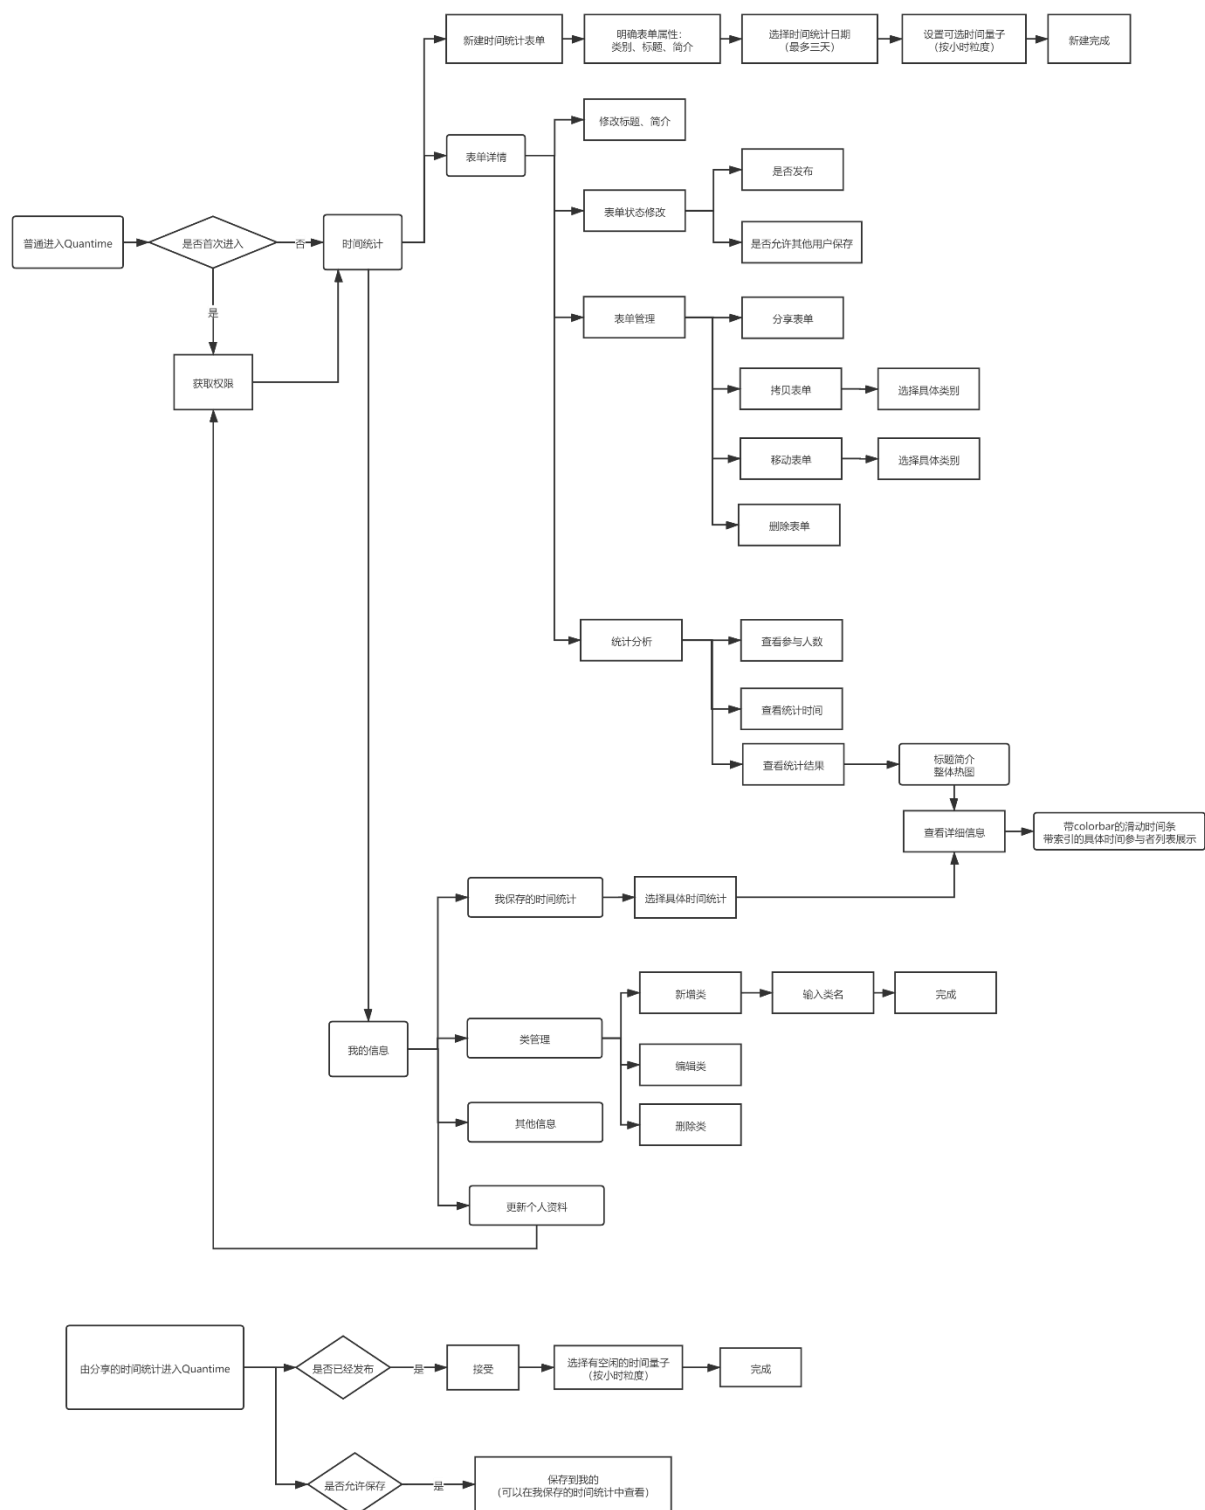 新建时间统计表单
明确表单属性：
类别、标题、简介
选择时间统计日期
（最多三天）
设置可选时间量子
（按小时粒度）
新建完成
修改标题、简介
表单详情
是否发布
表单状态修改
是否允许其他用户保存
普通进入Quantime
是否首次进入
否
时间统计
是
获取权限
表单管理
分享表单
拷贝表单
选择具体类别
移动表单
选择具体类别
删除表单
统计分析
查看参与人数
查看统计时间
查看统计结果
标题简介
整体热图
查看详细信息
带colorbar的滑动时间条
带索引的具体时间参与者列表展示
我保存的时间统计
选择具体时间统计
新增类
输入类名
完成
我的信息
类管理
编辑类
其他信息
删除类
更新个人资料
由分享的时间统计进入Quantime
是否已经发布
是
接受
选择有空闲的时间量子
（按小时粒度）
完成
是否允许保存
是
保存到我的
（可以在我保存的时间统计中查看）